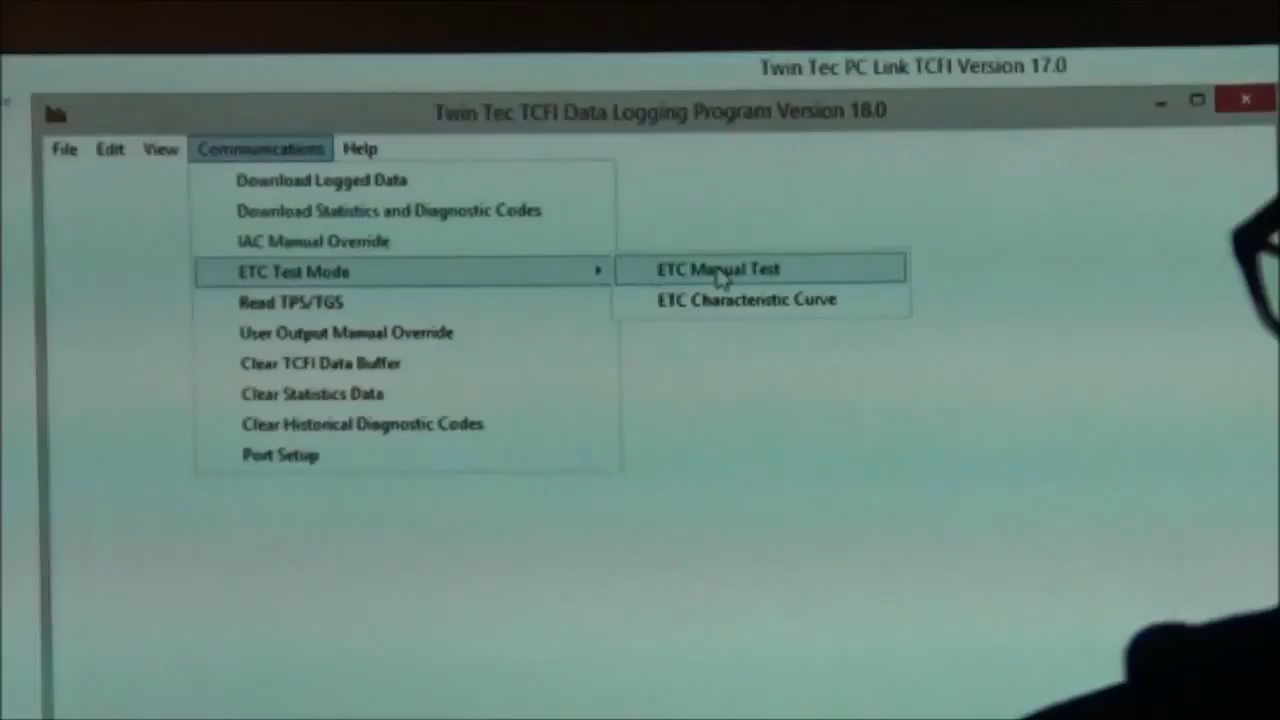 Twin Tec PC Link TCFI Version 17.0
Twin Tec TCFI Data Logging Program Version 18.0
File Edit View Communications Help
Download Logged Data
Download Statistics and Diagnostic Codes
IAC Manual Override
ETC Test Mode
ETC Manual Test
Read TPS/TGS
ETC Characteristic Curve
User Output Manual Override
Clear TCFI Data Buffer
Clear Statistics Data
Clear Historical Diagnostic Codes
Port Setup